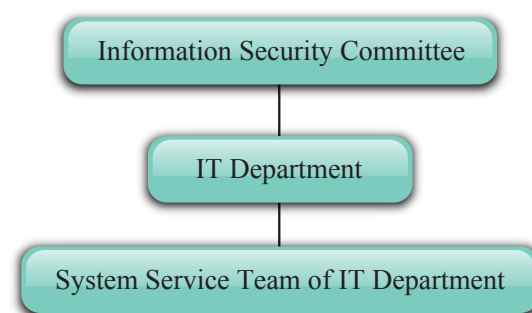 Information Security Committee
IT Department
System Service Team of IT Department